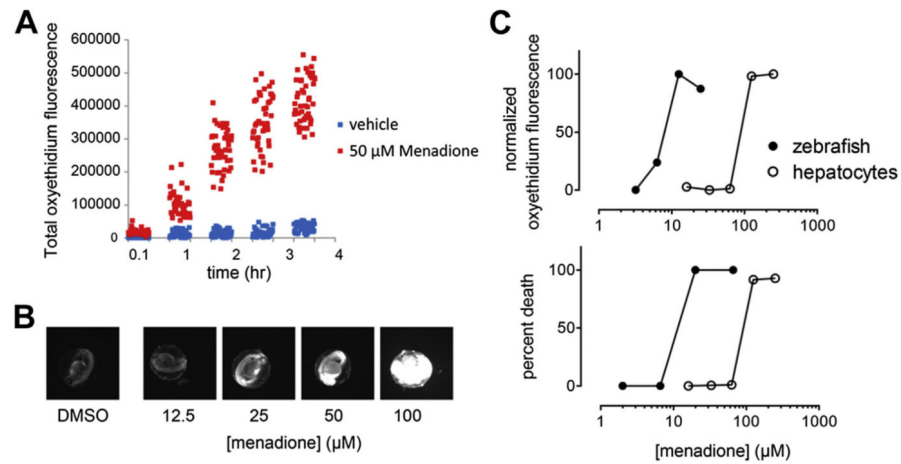 A
Total oxyethidium fluorescence
600000
500000
400000
300000
200000
100000
0
0.1 1 2 3 4
time (hr)
vehicle
50 µM Menadione
B
DMSO 12.5 25 50 100
[menadione] (µM)
C
normalized
oxyethidium fluorescence
100
50
0
1 10 100 1000
zebrafish
hepatocytes
percent death
100
50
0
1 10 100 1000
[menadione] (µM)